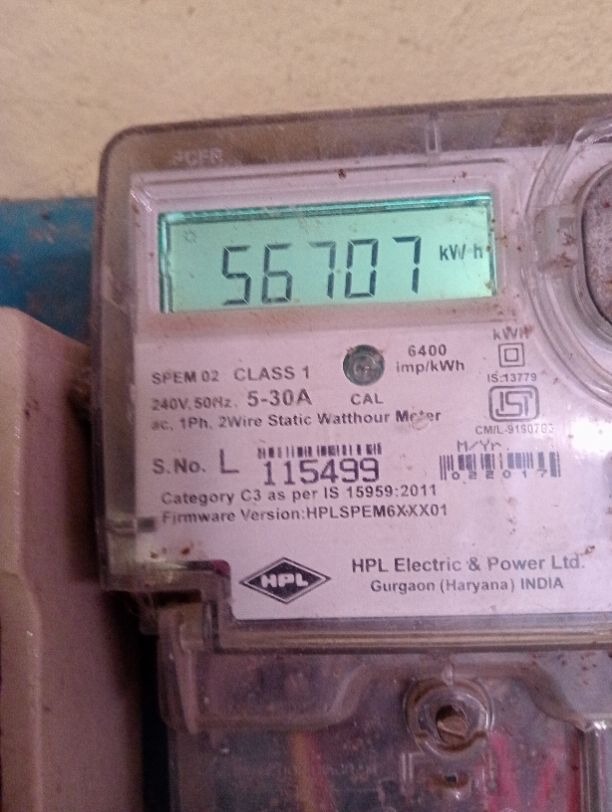 56707 kWh
kWH
6400
imp/kWh
SPEM 02 CLASS 1
IS:13779
240V, 50Hz. 5-30A CAL
ac, 1Ph, 2Wire Static Watthour Meter
M/Yr.
S.No. L 115499
022017
Category C3 as per IS 15959:2011
Firmware Version:HPLSPEM6XXX01
HPL
HPL Electric & Power Ltd.
Gurgaon (Haryana) INDIA